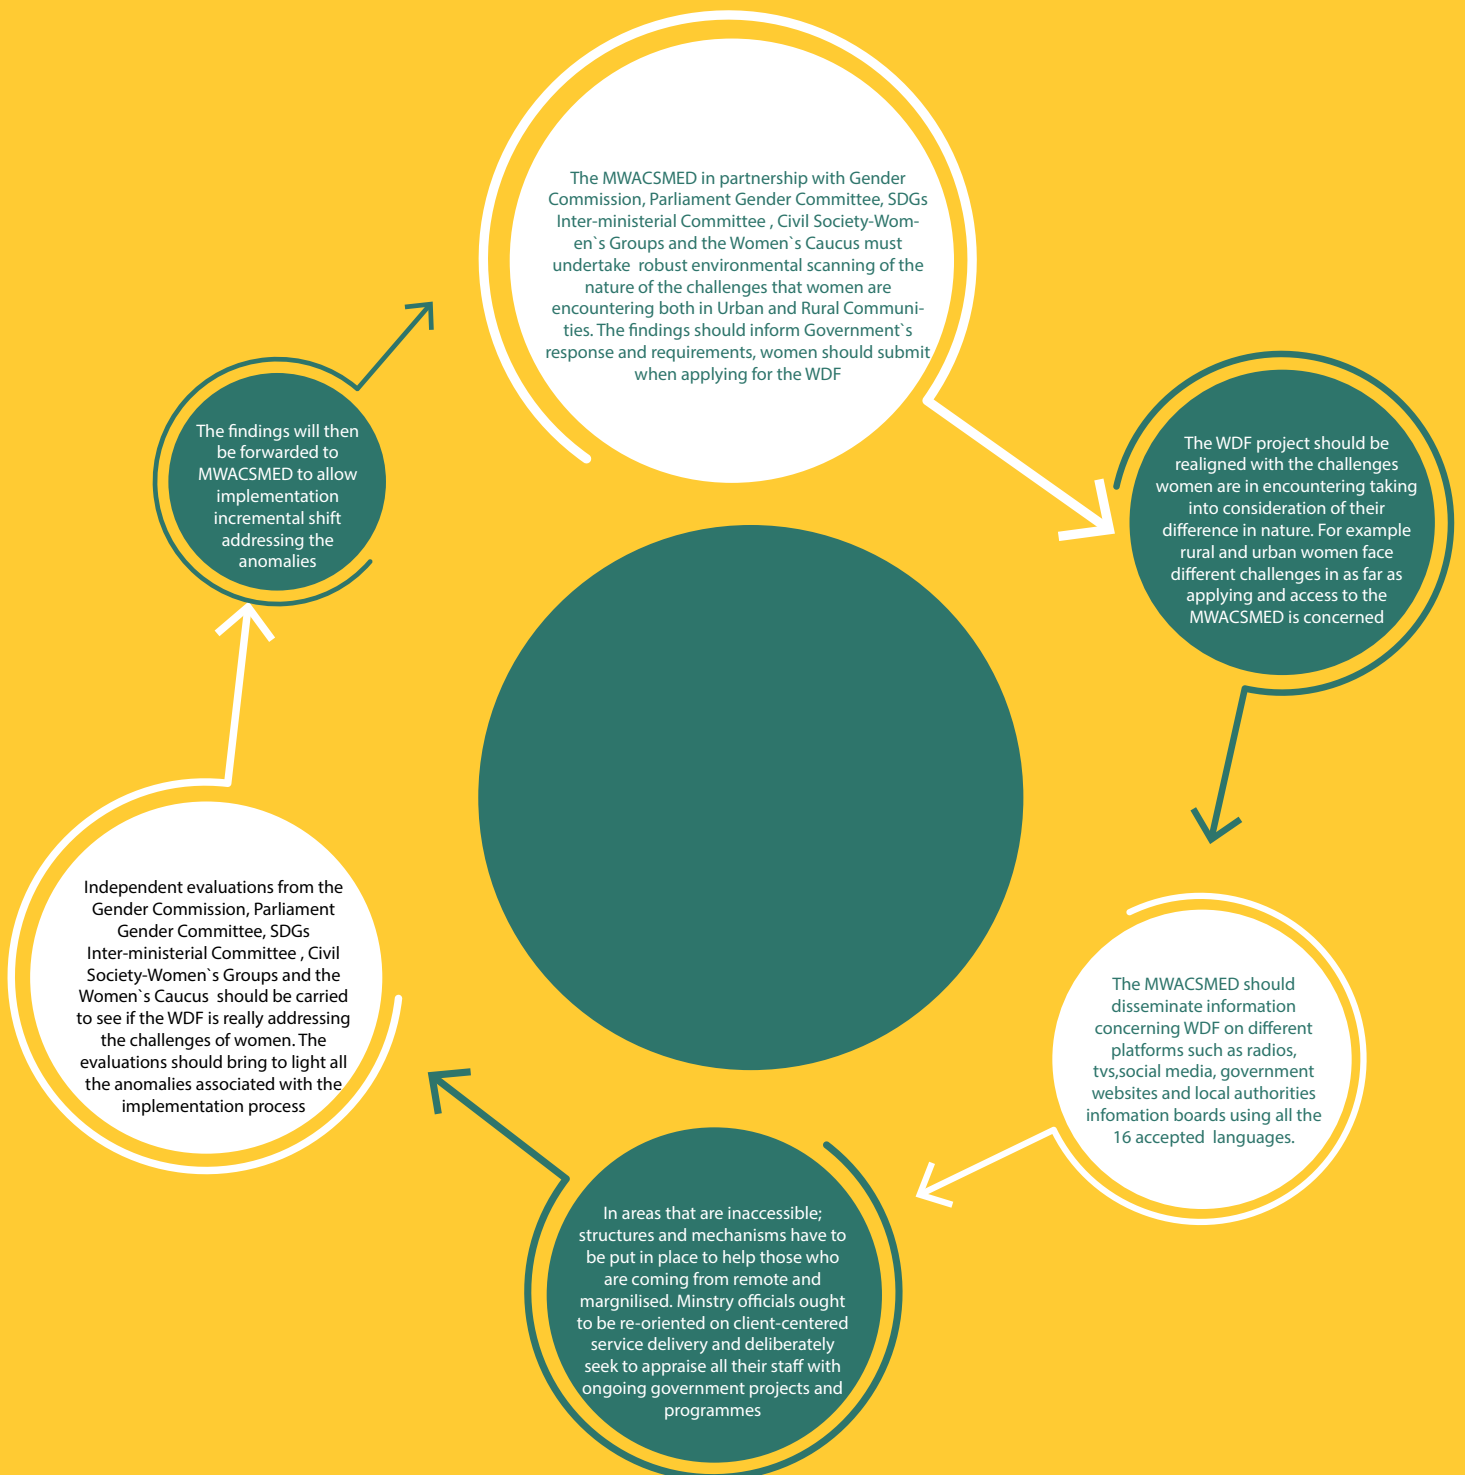 The MWACSMED in partnership with Gender
Commission, Parliament Gender Committee, SDGs
Inter-ministerial Committee , Civil Society-Wom-
en`s Groups and the Women`s Caucus must
undertake  robust environmental scanning of the
nature of the challenges that women are
encountering both in Urban and Rural Communi-
ties. The findings should inform Government`s
response and requirements, women should submit
when applying for the WDF
The WDF project should be
realigned with the challenges
women are in encountering taking
into consideration of their
difference in nature. For example
rural and urban women face
different challenges in as far as
applying and access to the
MWACSMED is concerned
The MWACSMED should
disseminate information
concerning WDF on different
platforms such as radios,
tvs,social media, government
websites and local authorities
infomation boards using all the
16 accepted  languages.
In areas that are inaccessible;
structures and mechanisms have to
be put in place to help those who
are coming from remote and
margnilised. Minstry officials ought
to be re-oriented on client-centered
service delivery and deliberately
seek to appraise all their staff with
ongoing government projects and
programmes
Independent evaluations from the
Gender Commission, Parliament
Gender Committee, SDGs
Inter-ministerial Committee , Civil
Society-Women`s Groups and the
Women`s Caucus  should be carried
to see if the WDF is really addressing
the challenges of women. The
evaluations should bring to light all
the anomalies associated with the
implementation process
The findings will then
be forwarded to
MWACSMED to allow
implementation
incremental shift
addressing the
anomalies